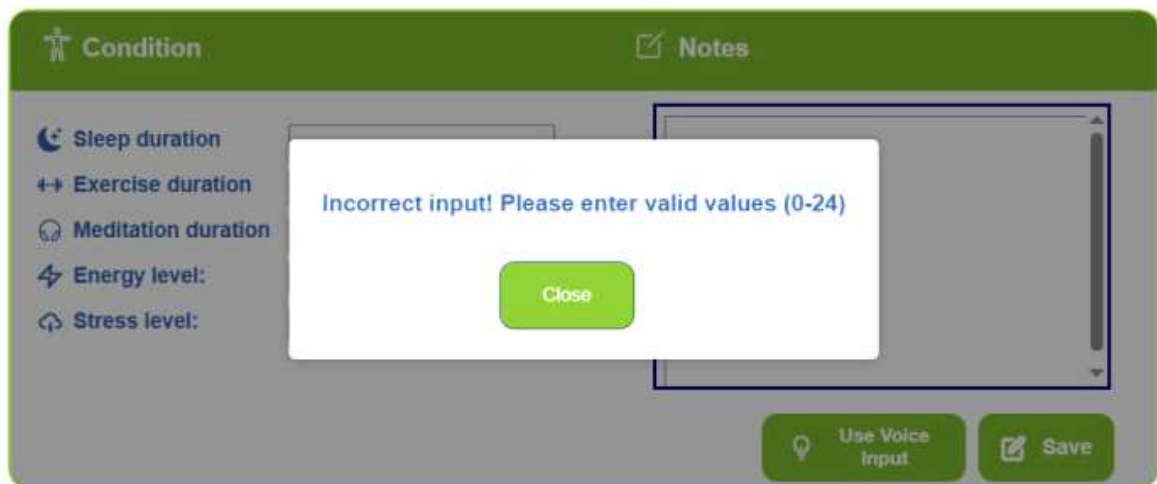 Condition
Notes
Sleep duration
Exercise duration
Meditation duration
Energy level:
Stress level:
Incorrect input! Please enter valid values (0-24)
Close
Use Voice
Input
Save